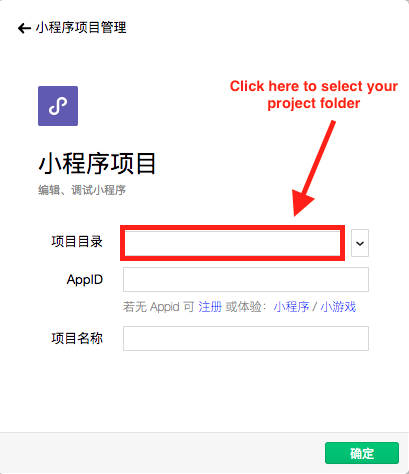 小程序项目管理
Click here to select your
project folder
小程序项目
编辑、调试小程序
项目目录
AppID
若无 Appid 可 注册 或体验：小程序 / 小游戏
项目名称
确定